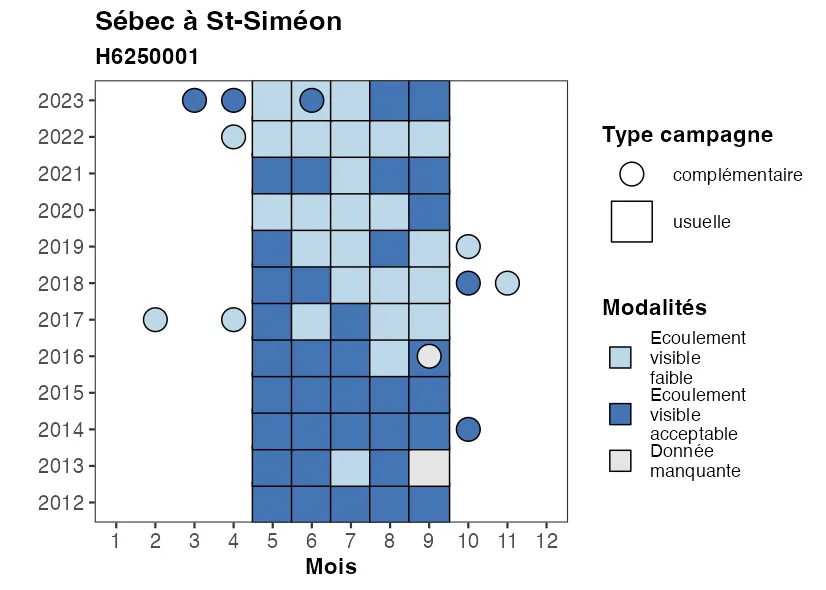 Sébec à St-Siméon
H6250001
2023
2022
2021
2020
2019
2018
2017
2016
2015
2014
2013
2012
1 2 3 4 5 6 7 8 9 10 11 12
Mois
Type campagne
complémentaire
usuelle
Modalités
Ecoulement
visible
faible
Ecoulement
visible
acceptable
Donnée
manquante